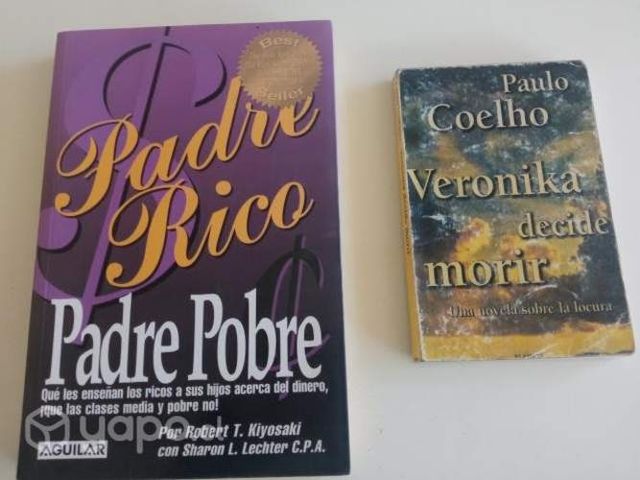 Best
Seller
Padre
Rico
Padre Pobre
Qué les enseñan los ricos a sus hijos acerca del dinero,
¡que las clases media y pobre no!
Por Robert T. Kiyosaki
con Sharon L. Lechter C.P.A.
AGUILAR
yapo
Paulo
Coelho
Veronika
decide
morir
Una novela sobre la locura